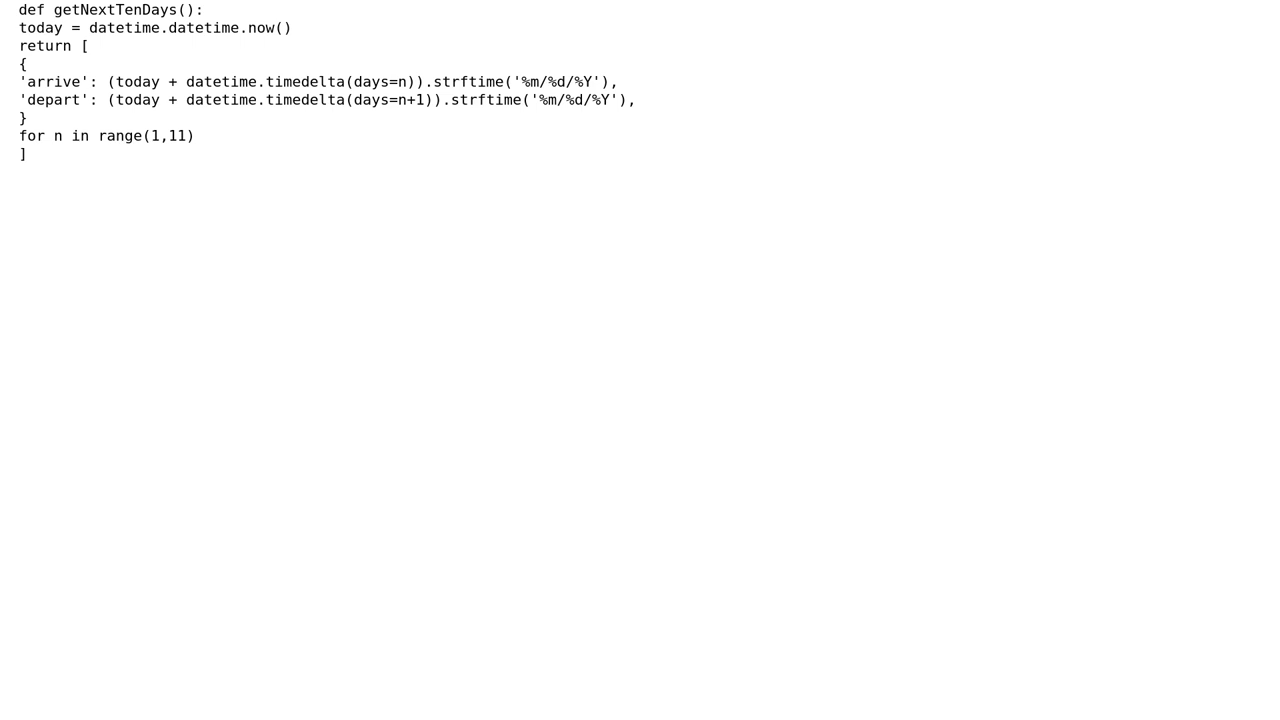 def getNextTenDays():
today = datetime.datetime.now()
return [
{
'arrive': (today + datetime.timedelta(days=n)).strftime('%m/%d/%Y'),
'depart': (today + datetime.timedelta(days=n+1)).strftime('%m/%d/%Y'),
}
for n in range(1,11)
]